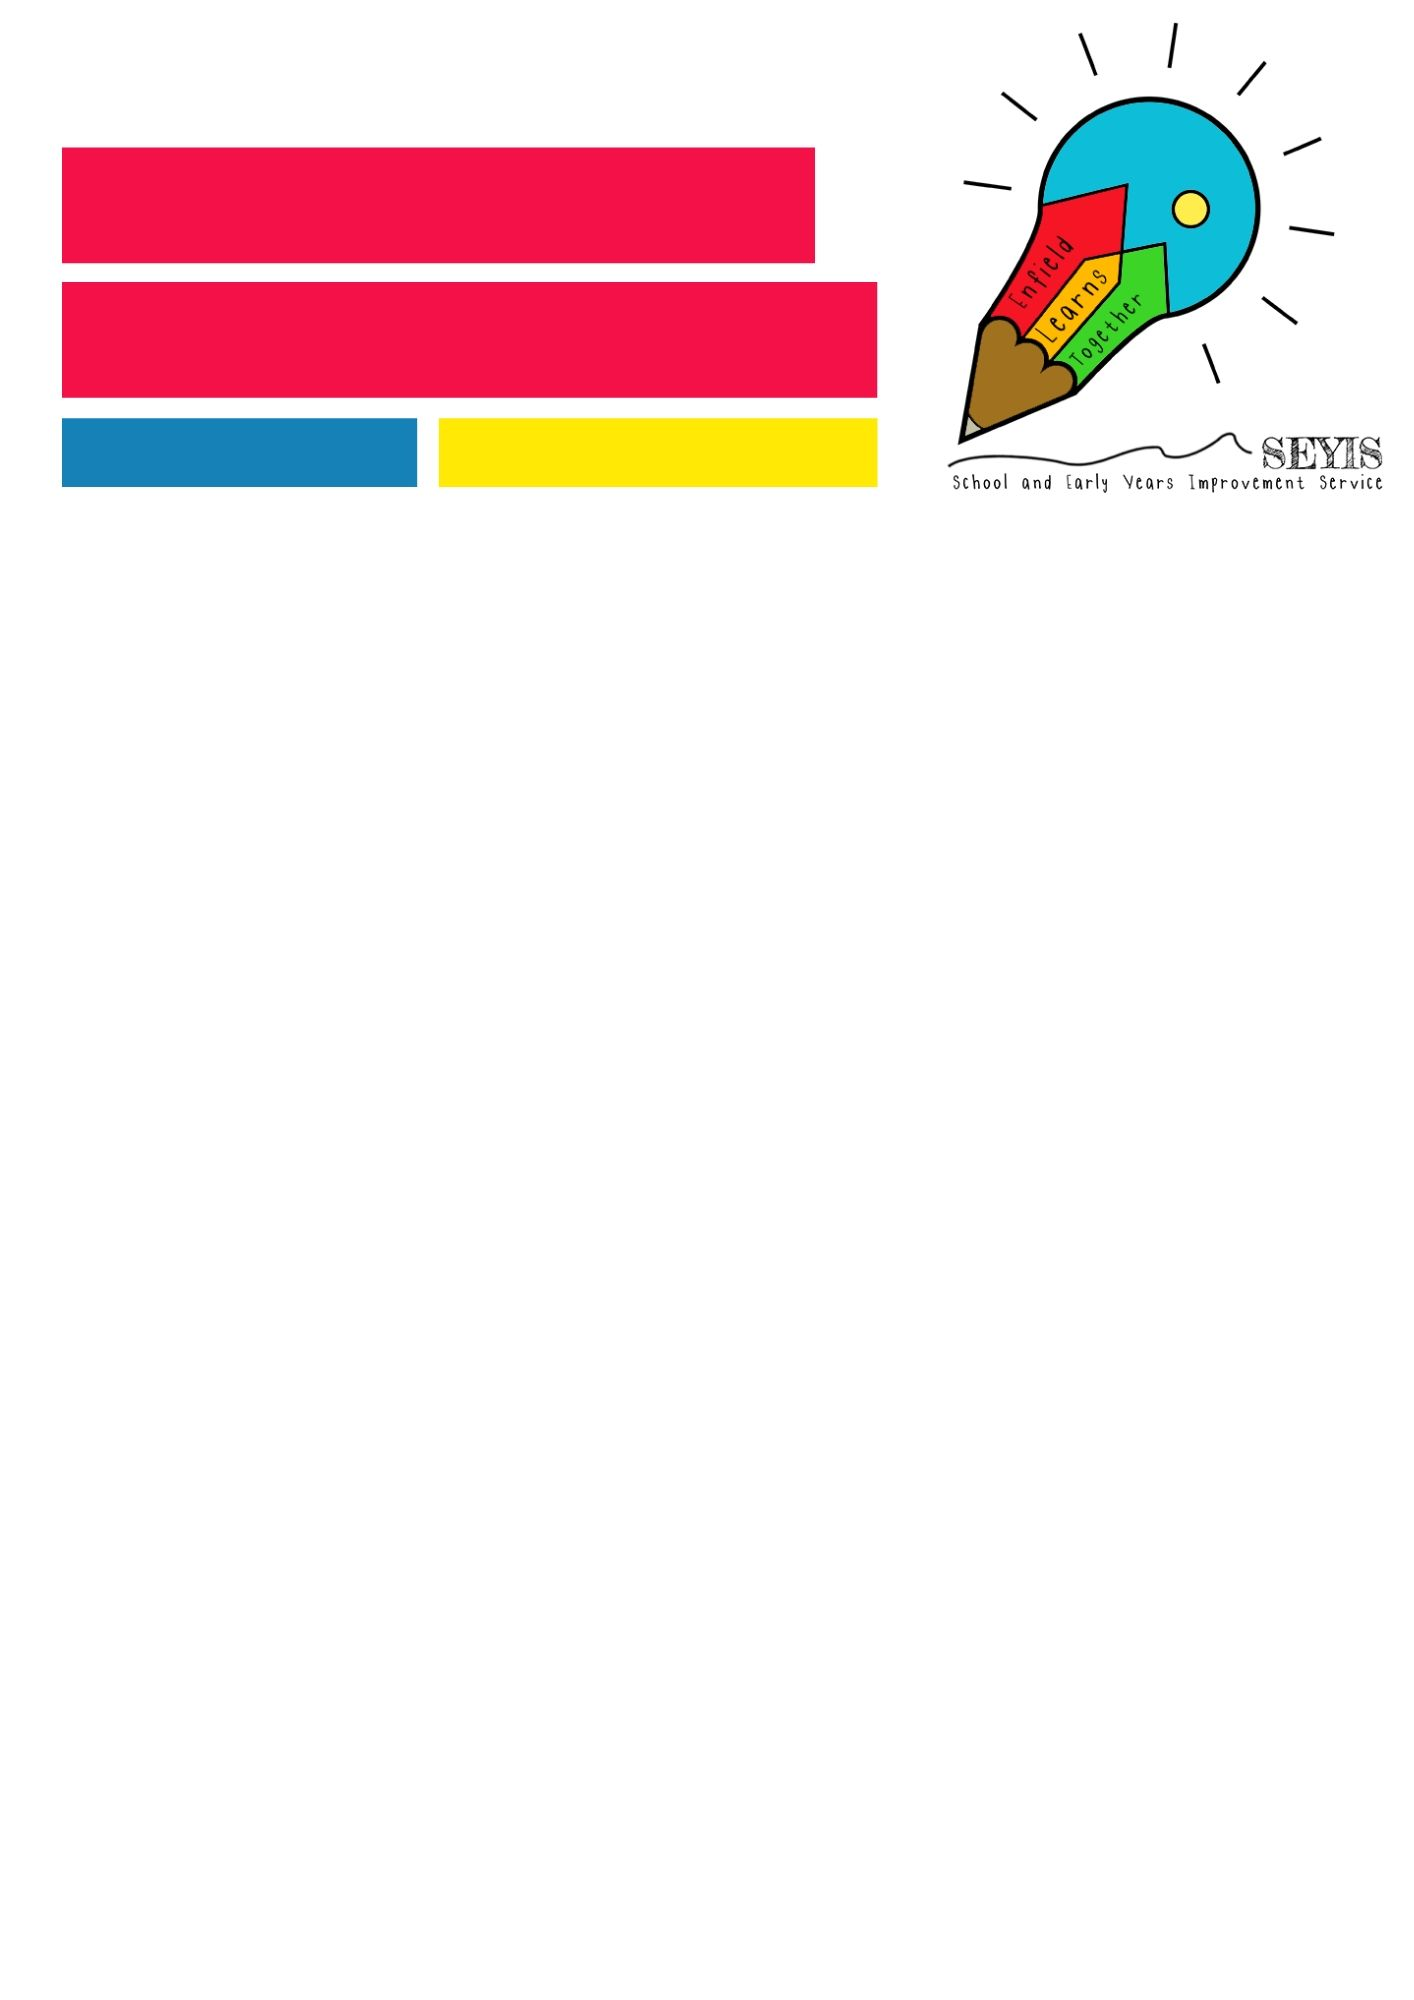 Enfield
Learns
Together
SEYIS
School and Early Years Improvement Service